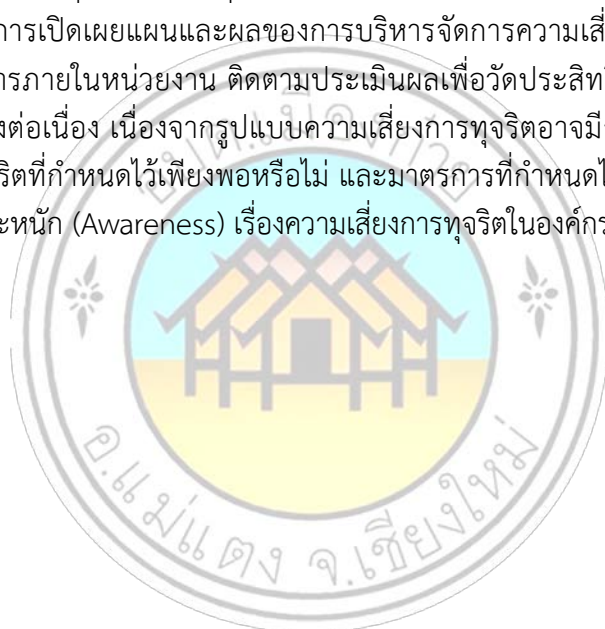 การเปิดเผยแผนและผลของการบริหารจัดการความเสี่
ารภายในหน่วยงาน ติดตามประเมินผลเพื่อวัดประสิท
งต่อเนื่อง เนื่องจากรูปแบบความเสี่ยงการทุจริตอาจมี
ริตที่กำหนดไว้เพียงพอหรือไม่ และมาตรการที่กำหนดไ
ะหนัก (Awareness) เรื่องความเสี่ยงการทุจริตในองค์กร
อบต.เมืองก๋าย
อ.แม่แตง จ.เชียงใหม่